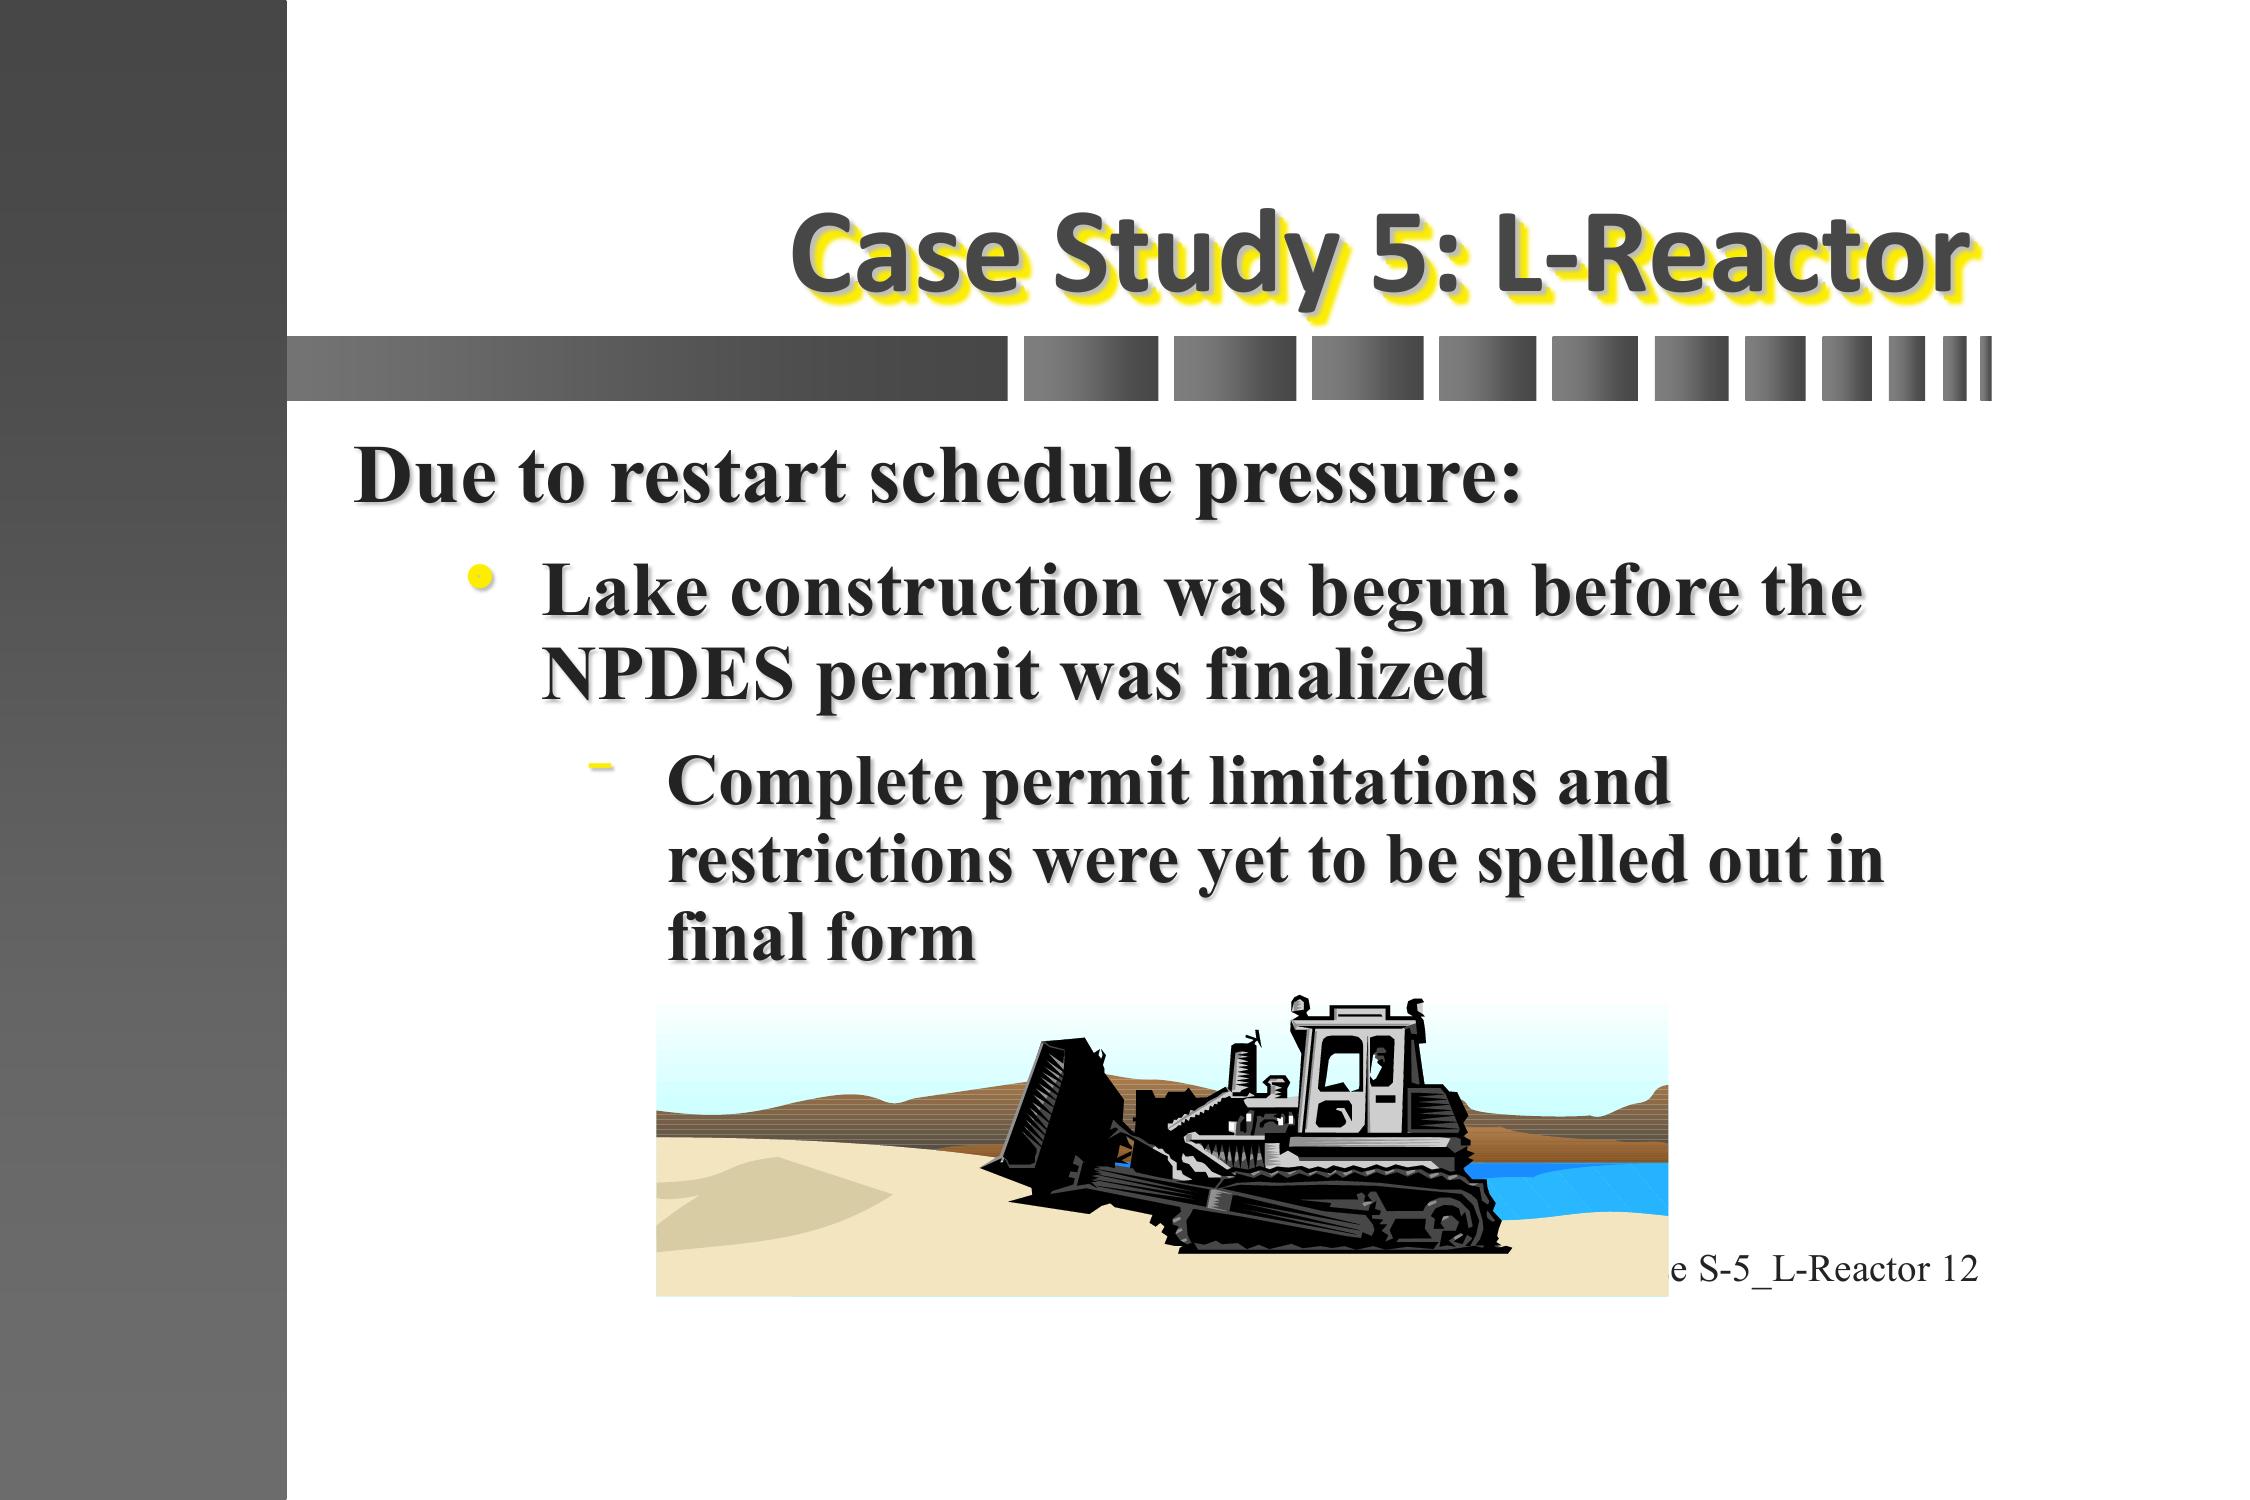 Case Study 5: L-Reactor
Due to restart schedule pressure:
• Lake construction was begun before the
NPDES permit was finalized
- Complete permit limitations and
restrictions were yet to be spelled out in
final form
S-5_L-Reactor 12